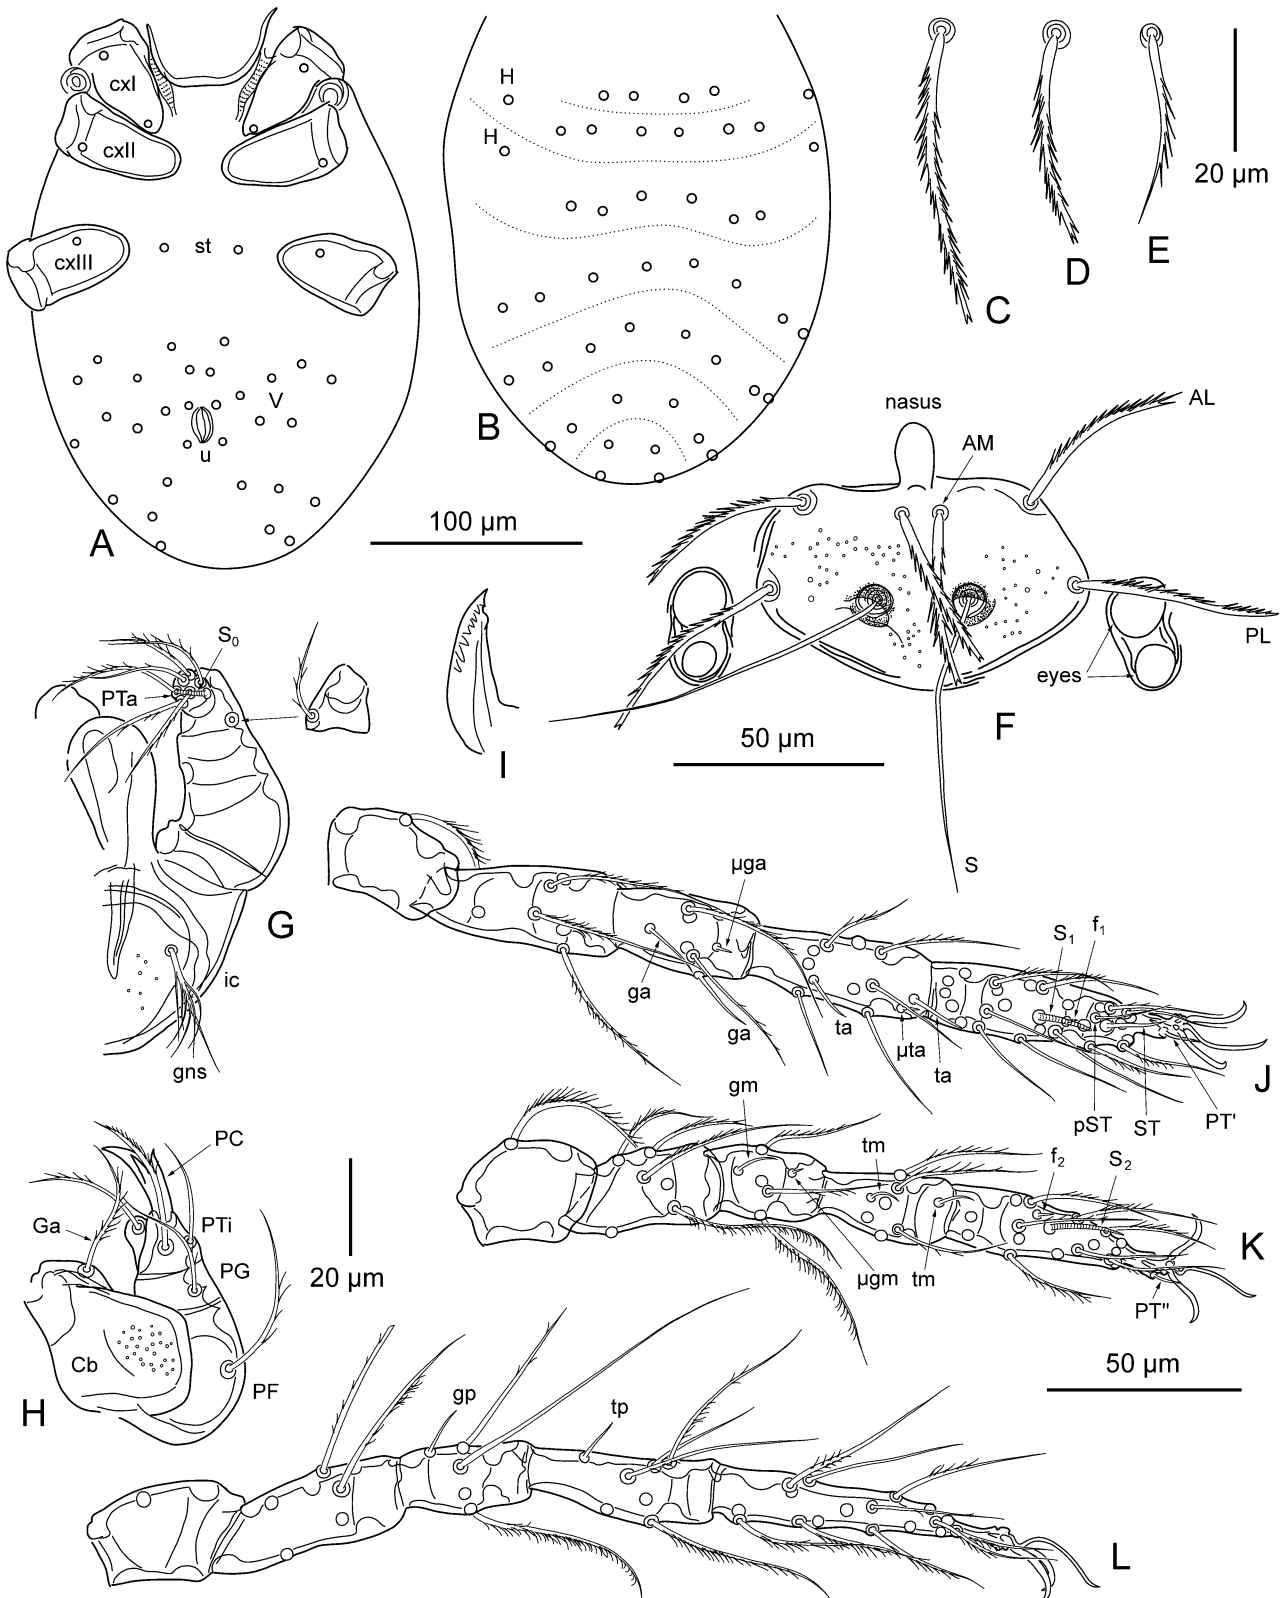 cxI
cxII
cxIII
st
V
u
A
100 µm
H
H
B
C
D
E
20 µm
nasus
AM
AL
PL
eyes
F
50 µm
S
S0
PTa
G
ic
gns
I
µga
ga
ga
ta
µta
ta
S1
f1
pST
ST
PT'
J
PC
Ga
PTi
PG
Cb
PF
H
20 µm
gm
µgm
tm
tm
f2
S2
PT''
K
50 µm
gp
tp
L